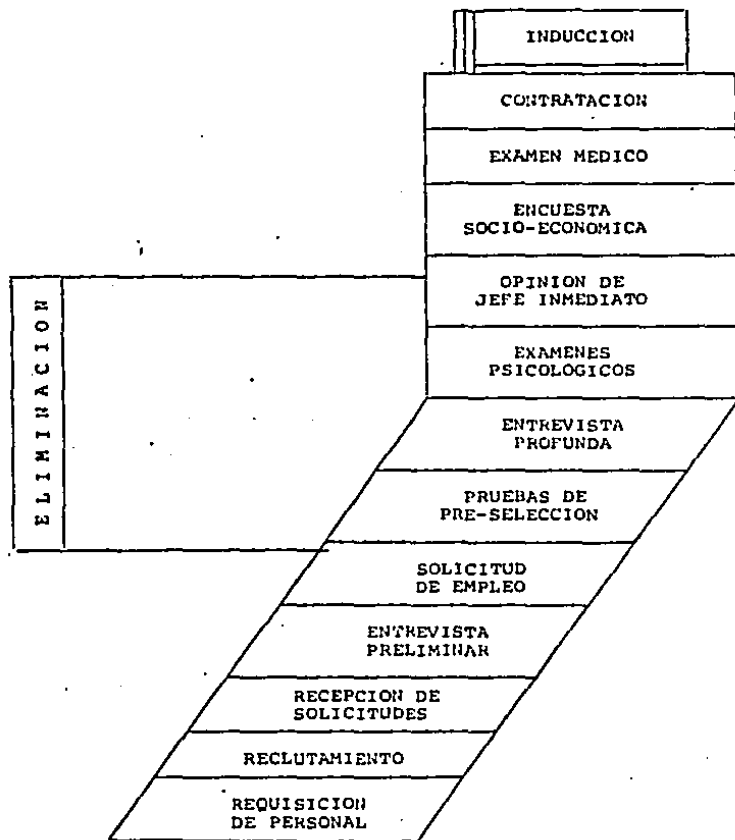 INDUCCION
CONTRATACION
EXAMEN MEDICO
ENCUESTA
SOCIO-ECONOMICA
OPINION DE
JEFE INMEDIATO
EXAMENES
PSICOLOGICOS
ENTREVISTA
PROFUNDA
PRUEBAS DE
PRE-SELECCION
SOLICITUD
DE EMPLEO
ENTREVISTA
PRELIMINAR
RECEPCION DE
SOLICITUDES
RECLUTAMIENTO
REQUISICION
DE PERSONAL
ELIMINACION